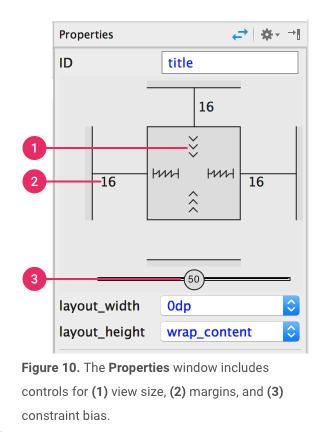 Properties
ID title
16
1
2 16 16
3 50
layout_width 0dp
layout_height wrap_content
Figure 10. The Properties window includes
controls for (1) view size, (2) margins, and (3)
constraint bias.